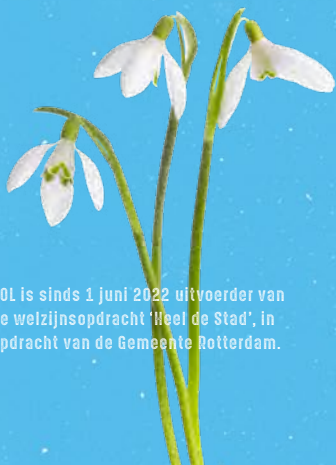 OL is sinds 1 juni 2022 uitvoerder van
e welzijnsopdracht 'Heel de Stad', in
pdracht van de Gemeente Rotterdam.